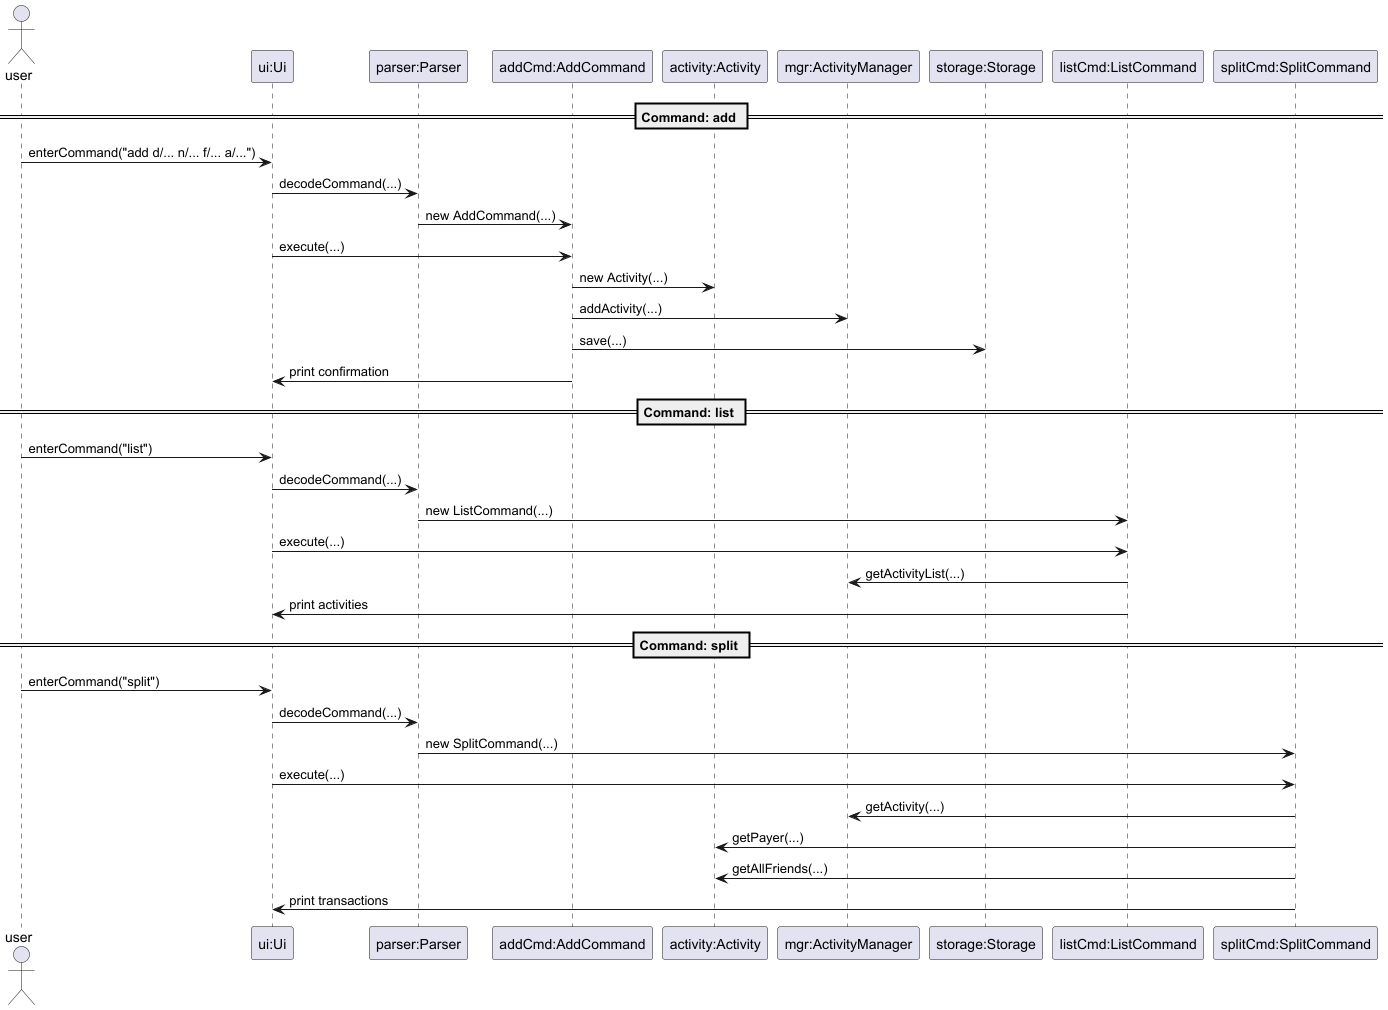 user
ui:Ui
parser:Parser
addCmd:AddCommand
activity:Activity
mgr:ActivityManager
storage:Storage
listCmd:ListCommand
splitCmd:SplitCommand
Command: add
enterCommand("add d/... n/... f/... a/...")
decodeCommand(...)
new AddCommand(...)
execute(...)
new Activity(...)
addActivity(...)
save(...)
print confirmation
Command: list
enterCommand("list")
decodeCommand(...)
new ListCommand(...)
execute(...)
getActivityList(...)
print activities
Command: split
enterCommand("split")
decodeCommand(...)
new SplitCommand(...)
execute(...)
getActivity(...)
getPayer(...)
getAllFriends(...)
print transactions
user
ui:Ui
parser:Parser
addCmd:AddCommand
activity:Activity
mgr:ActivityManager
storage:Storage
listCmd:ListCommand
splitCmd:SplitCommand